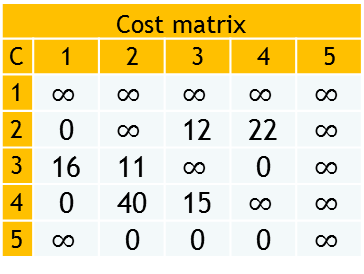 Cost matrix
C 1 2 3 4 5
1 ∞ ∞ ∞ ∞ ∞
2 0 ∞ 12 22 ∞
3 16 11 ∞ 0 ∞
4 0 40 15 ∞ ∞
5 ∞ 0 0 0 ∞